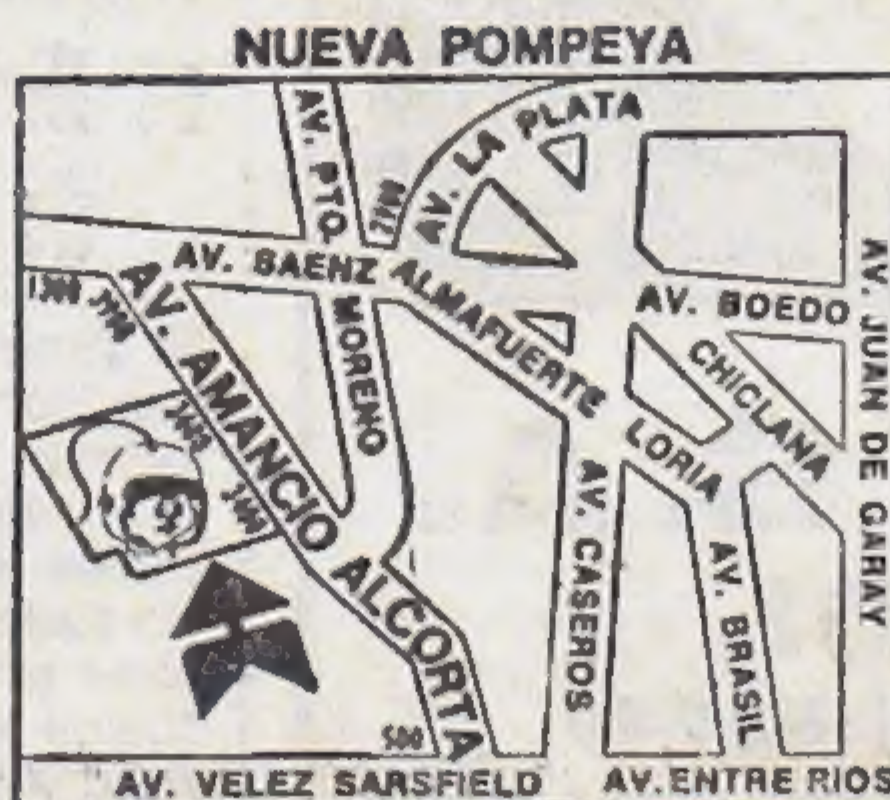 NUEVA POMPEYA
AV. PTO.
MORENO
AV. LA PLATA
AV. SAENZ
ALMAFUERTE
AV. BOEDO
CHICLANA
LORIA
AV. JUAN DE GARAY
AV. AMANCIO ALCORTA
AV. CASEROS
AV. BRASIL
500
AV. VELEZ SARSFIELD
AV. ENTRE RIOS